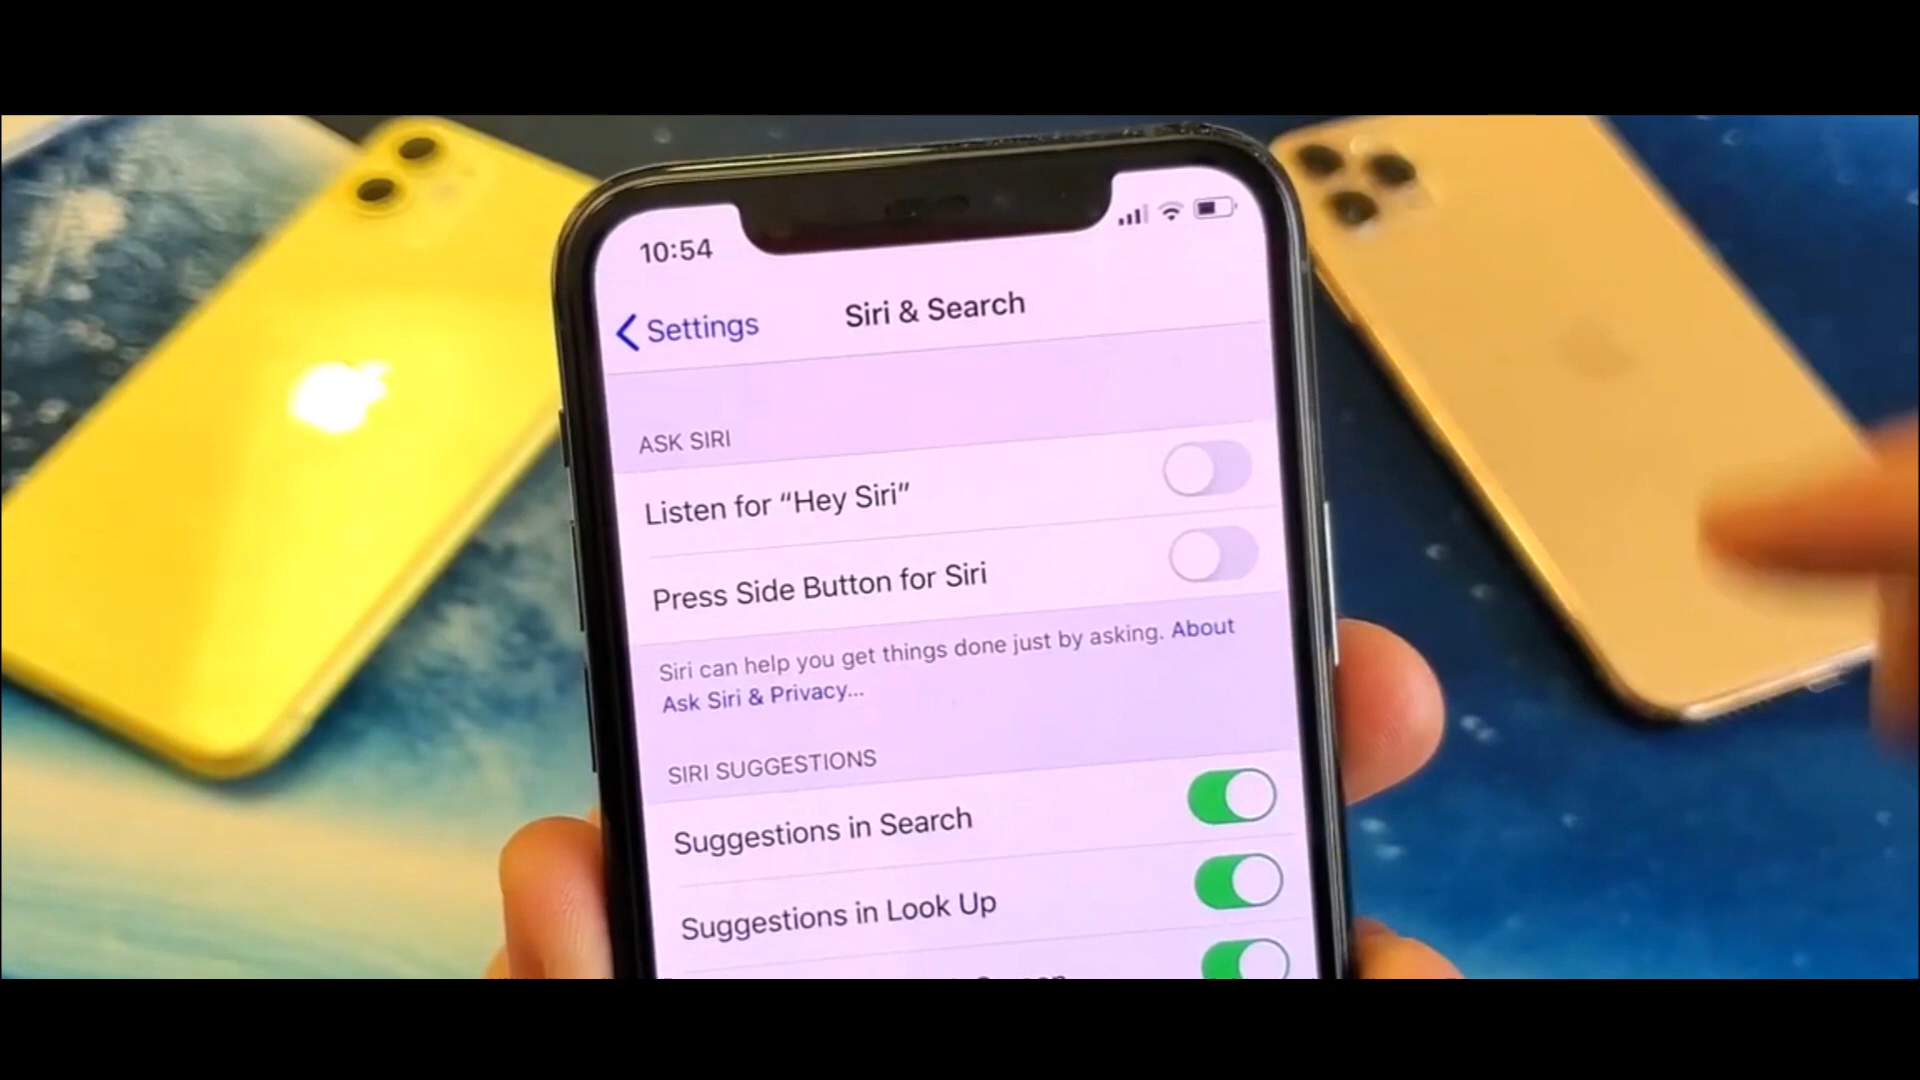 10:54
Settings
Siri & Search
ASK SIRI
Listen for “Hey Siri”
Press Side Button for Siri
Siri can help you get things done just by asking. About
Ask Siri & Privacy...
SIRI SUGGESTIONS
Suggestions in Search
Suggestions in Look Up